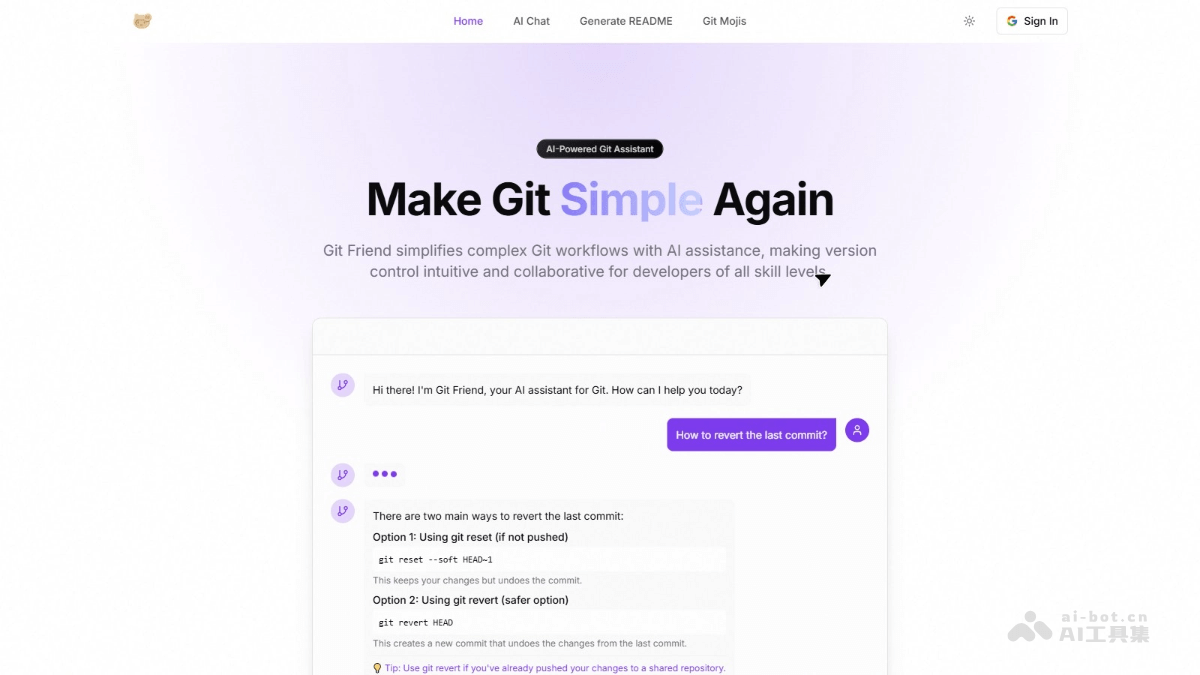 Home AI Chat Generate README Git Mojis Sign In
AI-Powered Git Assistant
Make Git Simple Again
Git Friend simplifies complex Git workflows with AI assistance, making version
control intuitive and collaborative for developers of all skill levels.
Hi there! I'm Git Friend, your AI assistant for Git. How can I help you today?
How to revert the last commit?
There are two main ways to revert the last commit:
Option 1: Using git reset (if not pushed)
git reset --soft HEAD~1
This keeps your changes but undoes the commit.
Option 2: Using git revert (safer option)
git revert HEAD
This creates a new commit that undoes the changes from the last commit.
💡 Tip: Use git revert if you've already pushed your changes to a shared repository.
ai-bot.cn
AI工具集